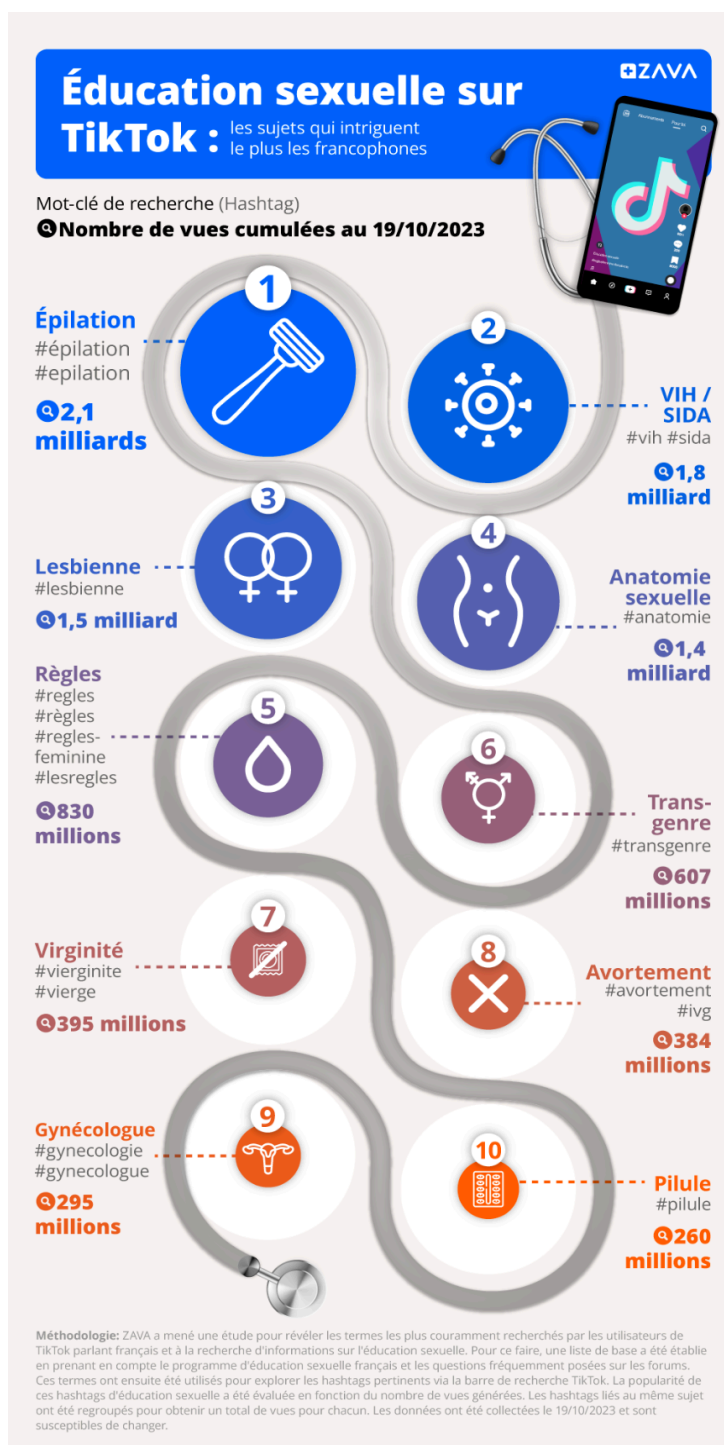 ZAVA
Éducation sexuelle sur
TikTok : les sujets qui intriguent
le plus les francophones
Mot-clé de recherche (Hashtag)
Nombre de vues cumulées au 19/10/2023
1
Épilation
#épilation
#epilation
2,1
milliards
2
VIH /
SIDA
#vih #sida
1,8
milliard
3
Lesbienne
#lesbienne
1,5 milliard
4
Anatomie
sexuelle
#anatomie
1,4
milliard
5
Règles
#regles
#règles
#regles-
feminine
#lesregles
830
millions
6
Trans-
genre
#transgenre
607
millions
7
Virginité
#vierginite
#vierge
395 millions
8
Avortement
#avortement
#ivg
384
millions
9
Gynécologue
#gynecologie
#gynecologue
295
millions
10
Pilule
#pilule
260
millions
Méthodologie: ZAVA a mené une étude pour révéler les termes les plus couramment recherchés par les utilisateurs de
TikTok parlant français et à la recherche d'informations sur l'éducation sexuelle. Pour ce faire, une liste de base a été établie
en prenant en compte le programme d'éducation sexuelle français et les questions fréquemment posées sur les forums.
Ces termes ont ensuite été utilisés pour explorer les hashtags pertinents via la barre de recherche TikTok. La popularité de
ces hashtags d'éducation sexuelle a été évaluée en fonction du nombre de vues générées. Les hashtags liés au même sujet
ont été regroupés pour obtenir un total de vues pour chacun. Les données ont été collectées le 19/10/2023 et sont
susceptibles de changer.